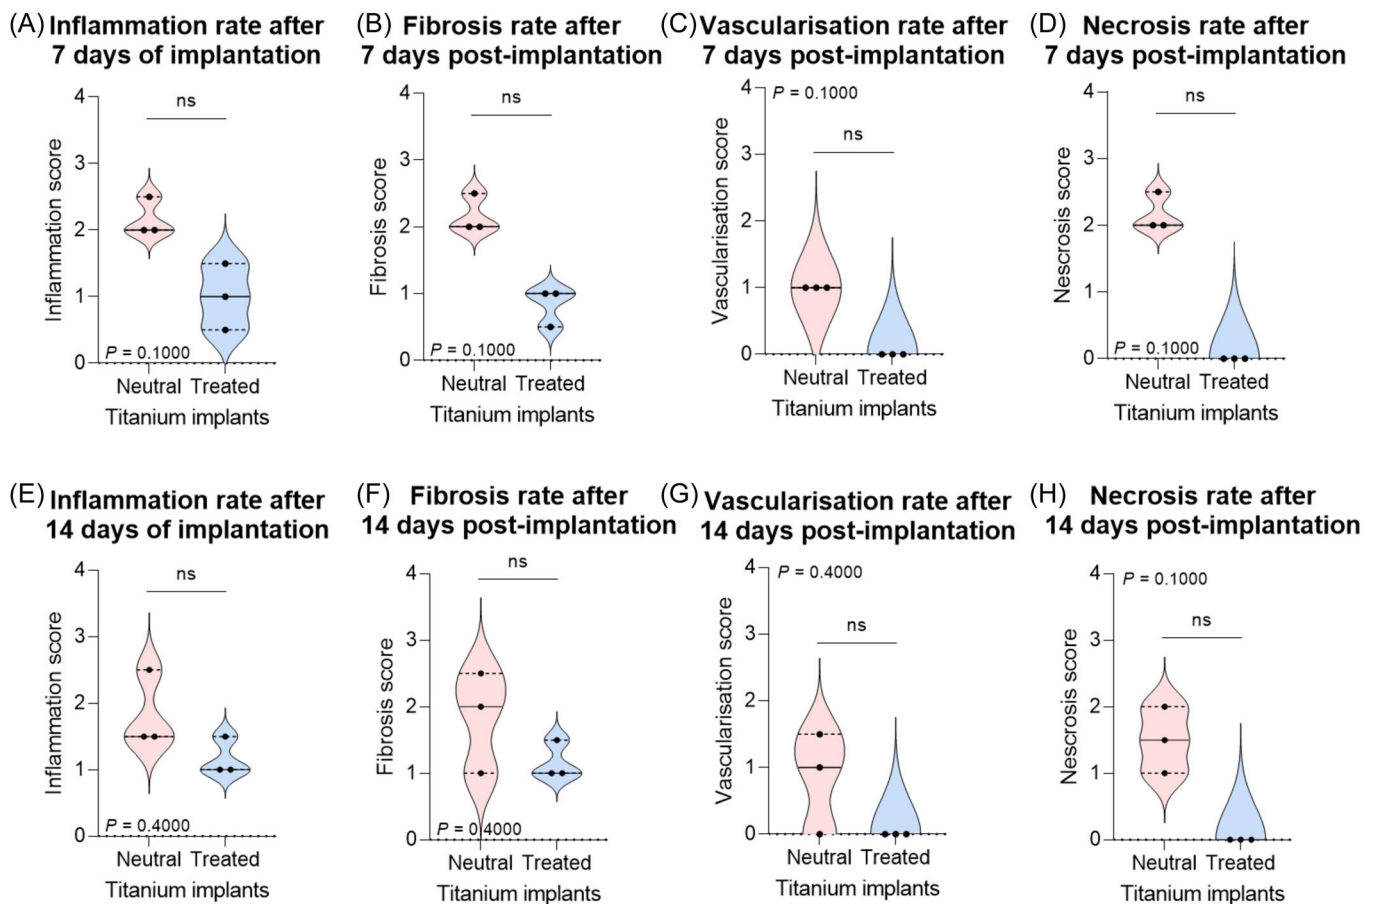 (A) Inflammation rate after
7 days of implantation
ns
4
3
2
1
0
Inflammation score
P = 0.1000
Neutral Treated
Titanium implants
(B) Fibrosis rate after
7 days post-implantation
ns
4
3
2
1
0
Fibrosis score
P = 0.1000
Neutral Treated
Titanium implants
(C) Vascularisation rate after
7 days post-implantation
P = 0.1000
ns
4
3
2
1
0
Vascularisation score
Neutral Treated
Titanium implants
(D) Necrosis rate after
7 days post-implantation
ns
4
3
2
1
0
Nescrosis score
P = 0.1000
Neutral Treated
Titanium implants
(E) Inflammation rate after
14 days of implantation
ns
4
3
2
1
0
Inflammation score
P = 0.4000
Neutral Treated
Titanium implants
(F) Fibrosis rate after
14 days post-implantation
ns
4
3
2
1
0
Fibrosis score
P = 0.4000
Neutral Treated
Titanium implants
(G) Vascularisation rate after
14 days post-implantation
P = 0.4000
ns
4
3
2
1
0
Vascularisation score
Neutral Treated
Titanium implants
(H) Necrosis rate after
14 days post-implantation
P = 0.1000
ns
4
3
2
1
0
Nescrosis score
Neutral Treated
Titanium implants